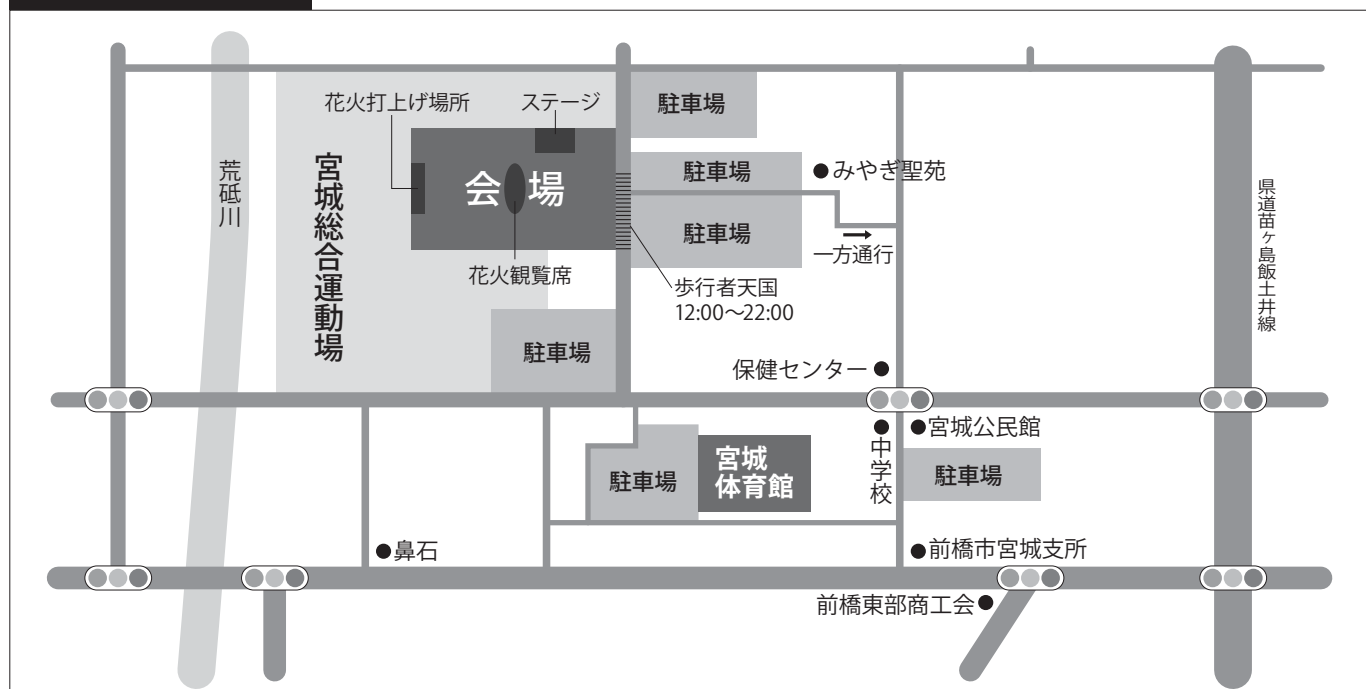 花火打上げ場所
ステージ
駐車場
荒砥川
宮城総合運動場
会場
駐車場
みやぎ聖苑
県道苗ヶ島飯土井線
駐車場
一方通行
花火観覧席
歩行者天国
12:00〜22:00
駐車場
保健センター
中学校
宮城公民館
宮城
体育館
駐車場
駐車場
鼻石
前橋市宮城支所
前橋東部商工会